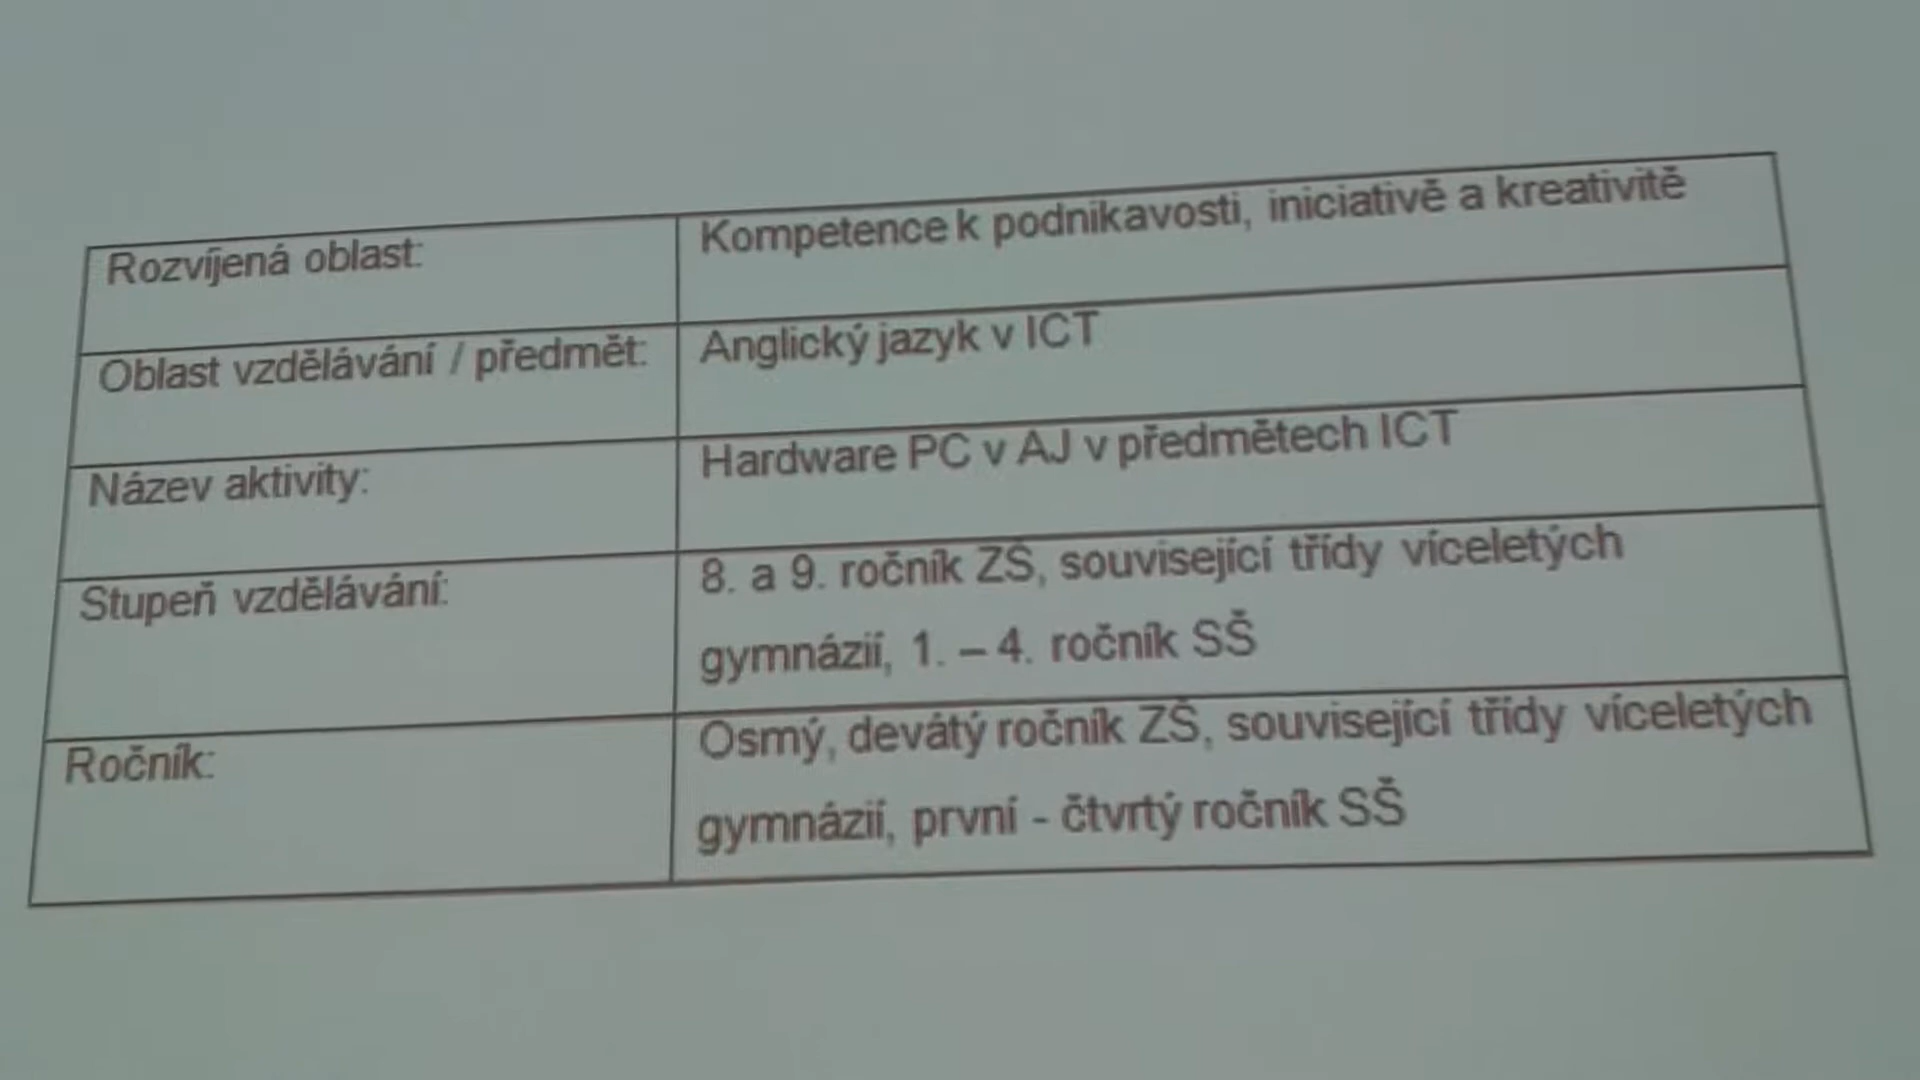 Rozvíjená oblast: Kompetence k podnikavosti, iniciativě a kreativitě
Oblast vzdělávání / předmět: Anglický jazyk v ICT
Název aktivity: Hardware PC v AJ v předmětech ICT
Stupeň vzdělávání: 8. a 9. ročník ZŠ, související třídy víceletých
gymnázií, 1. – 4. ročník SŠ
Ročník: Osmý, devátý ročník ZŠ, související třídy víceletých
gymnázií, první - čtvrtý ročník SŠ